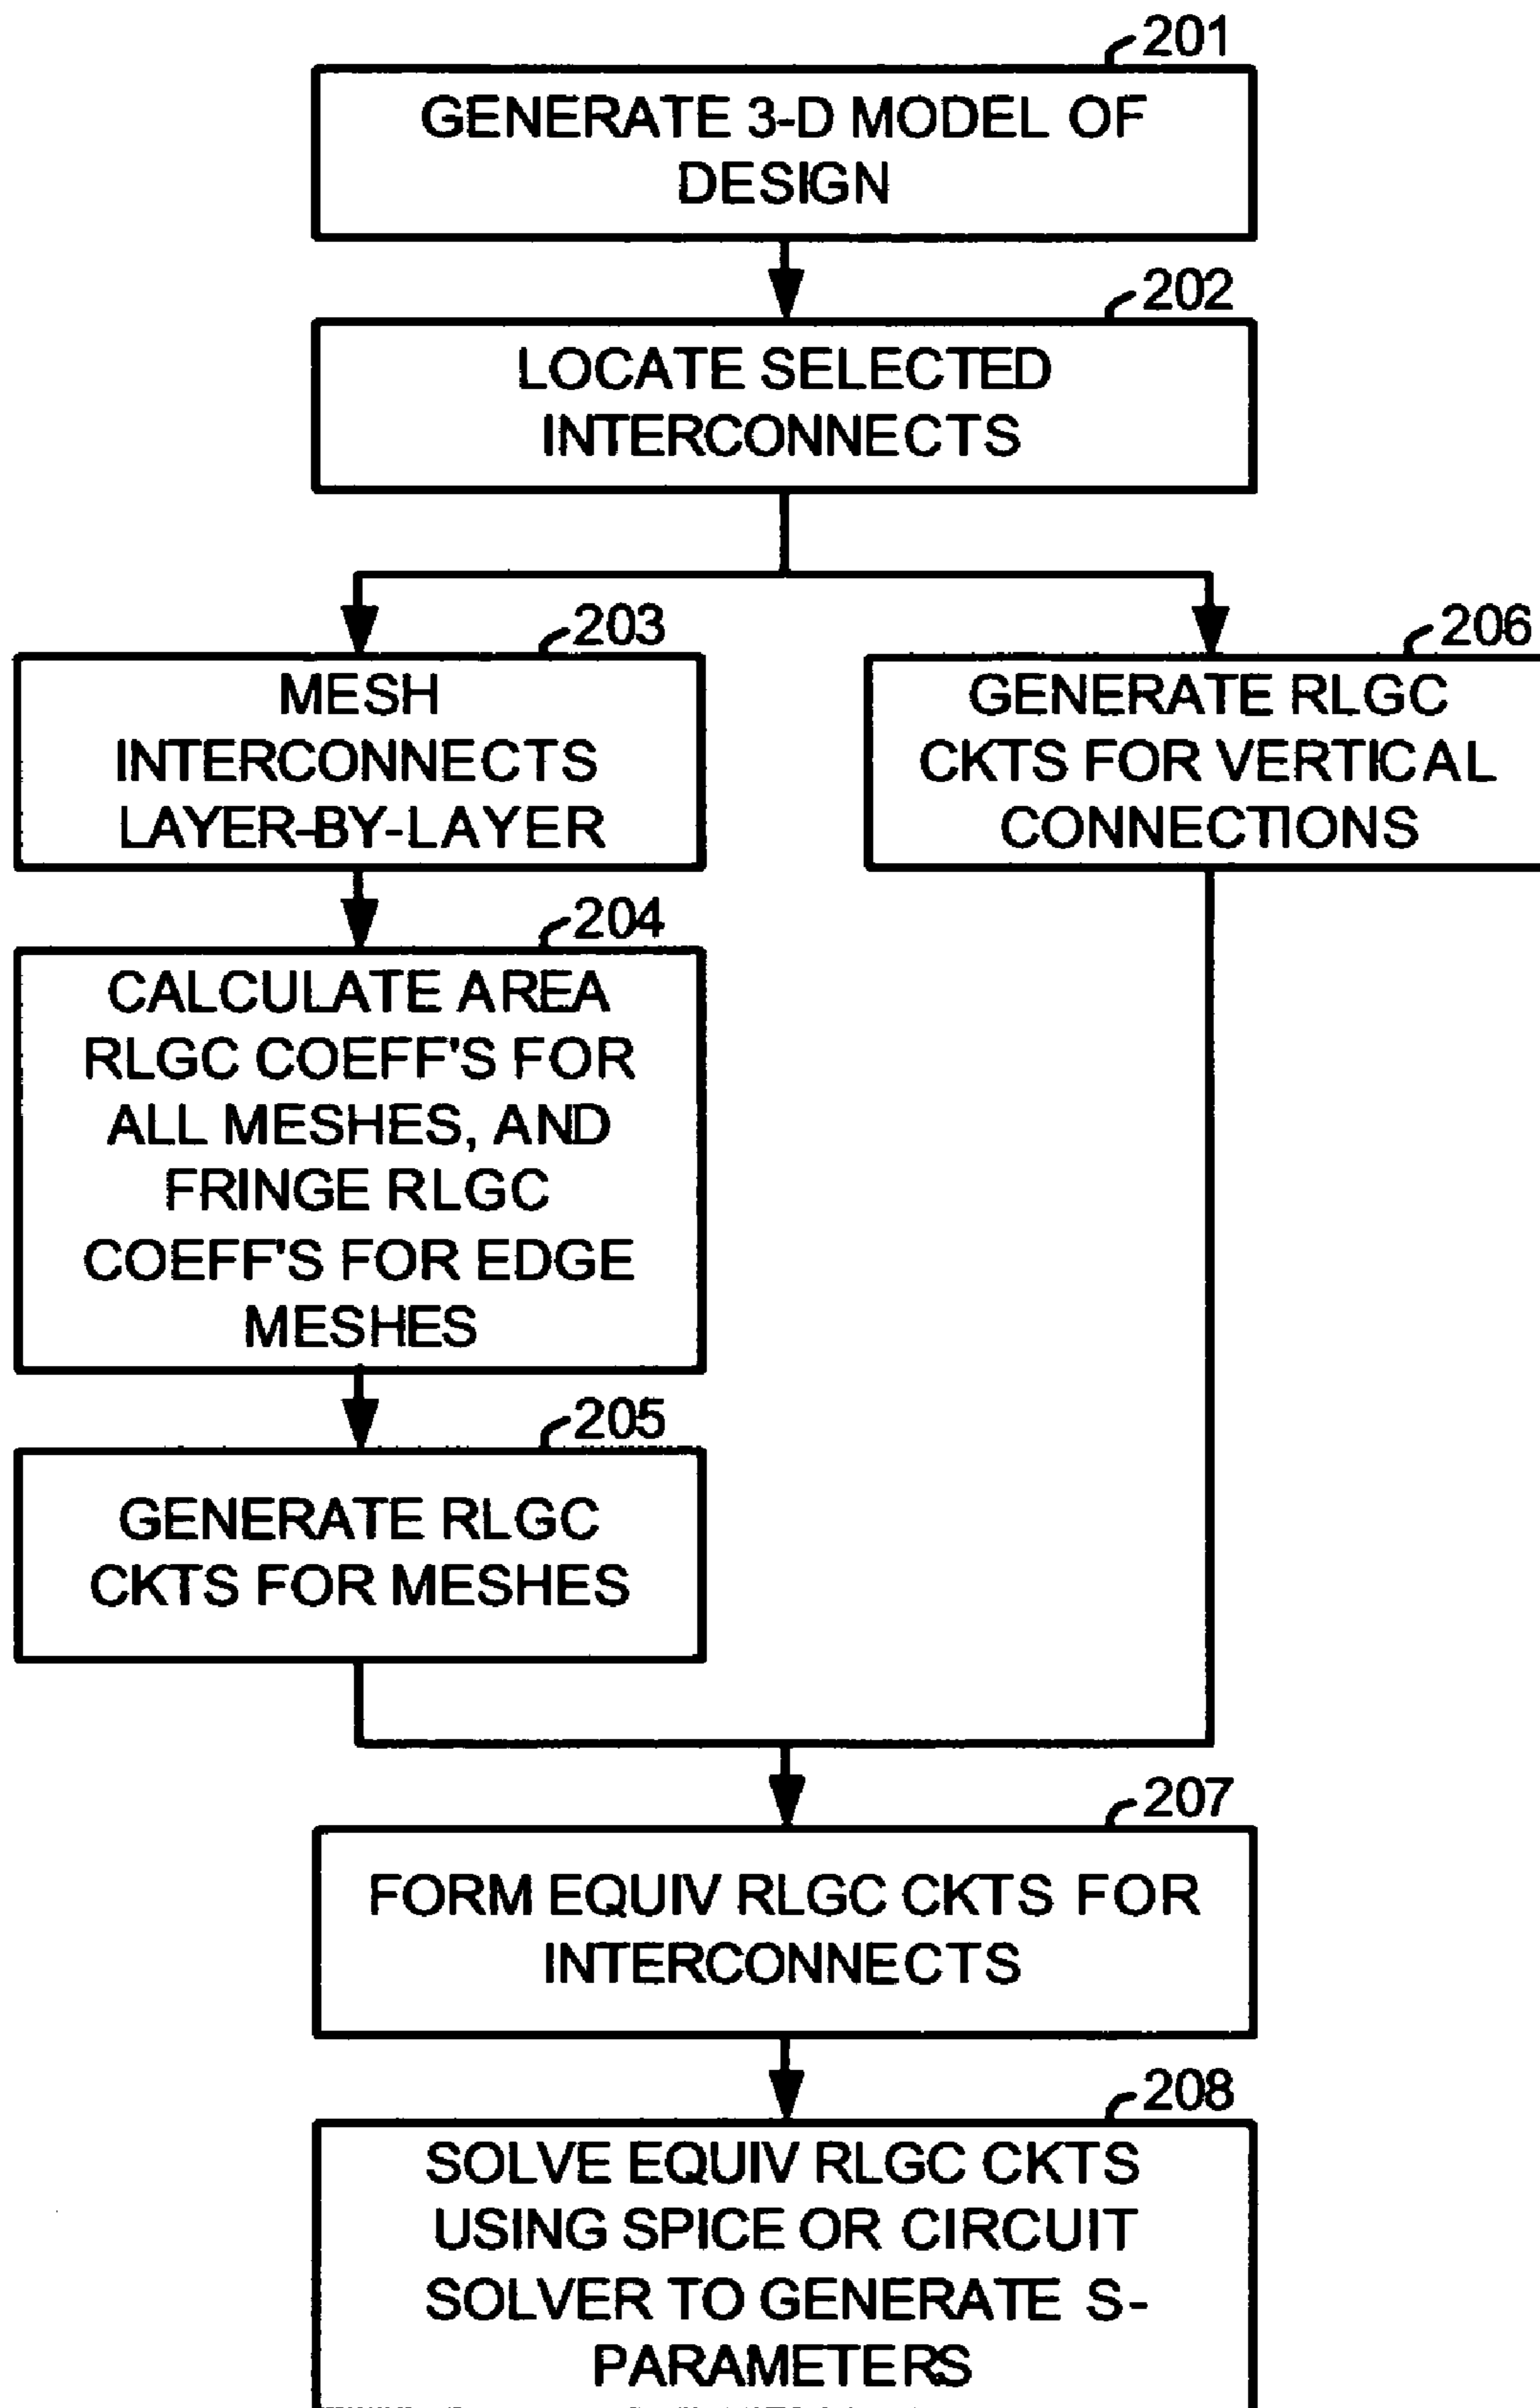 201
GENERATE 3-D MODEL OF
DESIGN
202
LOCATE SELECTED
INTERCONNECTS
203
MESH
INTERCONNECTS
LAYER-BY-LAYER
206
GENERATE RLGC
CKTS FOR VERTICAL
CONNECTIONS
204
CALCULATE AREA
RLGC COEFF'S FOR
ALL MESHES, AND
FRINGE RLGC
COEFF'S FOR EDGE
MESHES
205
GENERATE RLGC
CKTS FOR MESHES
207
FORM EQUIV RLGC CKTS FOR
INTERCONNECTS
208
SOLVE EQUIV RLGC CKTS
USING SPICE OR CIRCUIT
SOLVER TO GENERATE S-
PARAMETERS